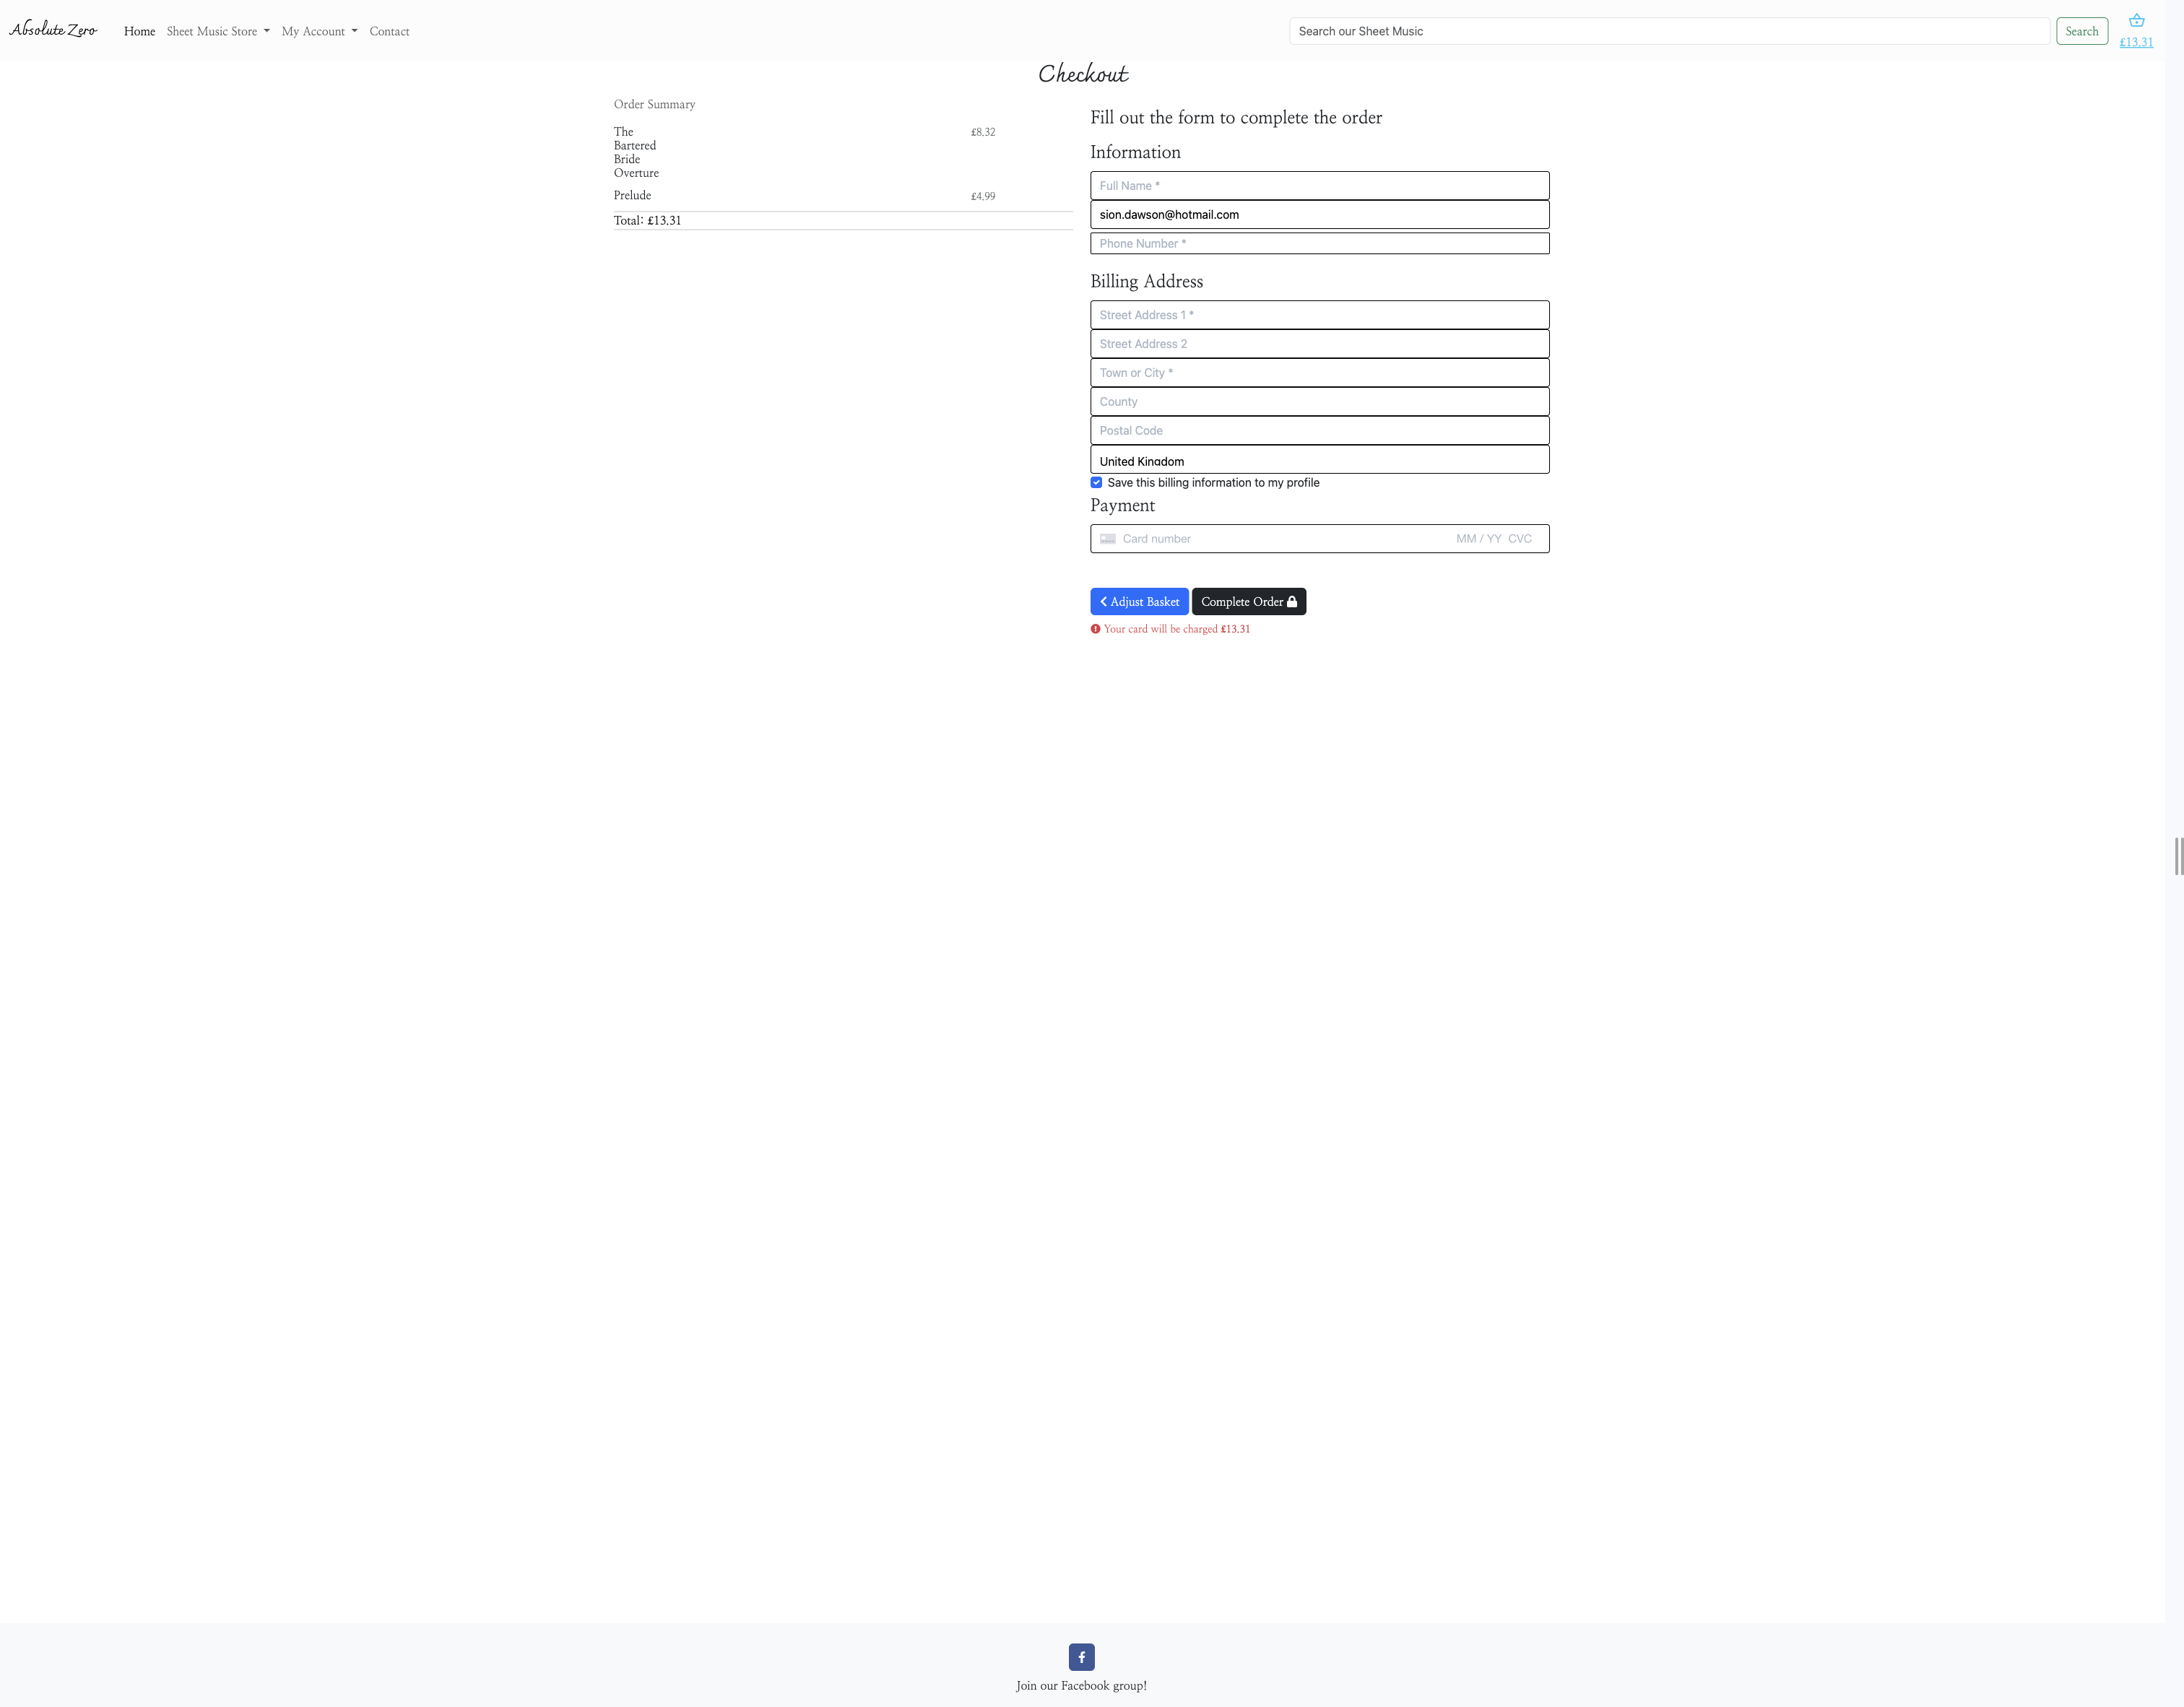 Absolute Zero
Home Sheet Music Store My Account Contact
Search our Sheet Music
Search
£13.31
Checkout
Order Summary
The £8.32
Bartered
Bride
Overture
Prelude £4.99
Total: £13.31
Fill out the form to complete the order
Information
Full Name *
sion.dawson@hotmail.com
Phone Number *
Billing Address
Street Address 1 *
Street Address 2
Town or City *
County
Postal Code
United Kingdom
Save this billing information to my profile
Payment
Card number MM / YY CVC
Adjust Basket
Complete Order
Your card will be charged £13.31
Join our Facebook group!